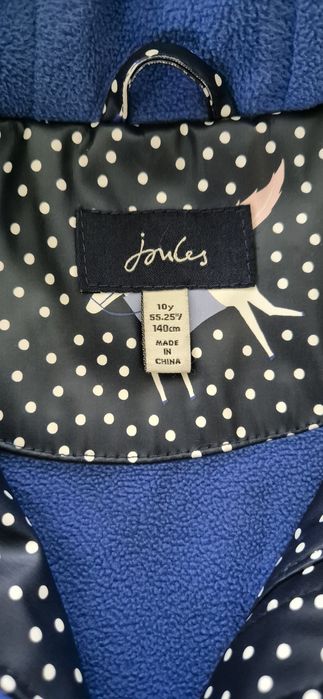 Joules
10y
55.25"/
140cm
MADE
IN
CHINA